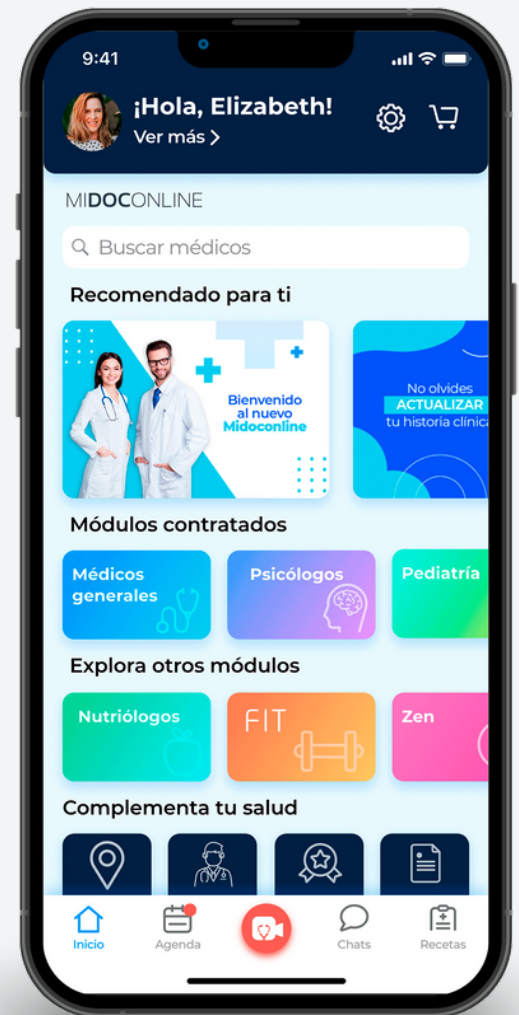 9:41
¡Hola, Elizabeth!
Ver más >
MIDOCONLINE
Buscar médicos
Recomendado para ti
Bienvenido
al nuevo
Midoconline
No olvides
ACTUALIZAR
tu historia clínica
Módulos contratados
Médicos
generales
Psicólogos
Pediatría
Explora otros módulos
Nutriólogos
FIT
Zen
Complementa tu salud
Inicio
Agenda
Chats
Recetas